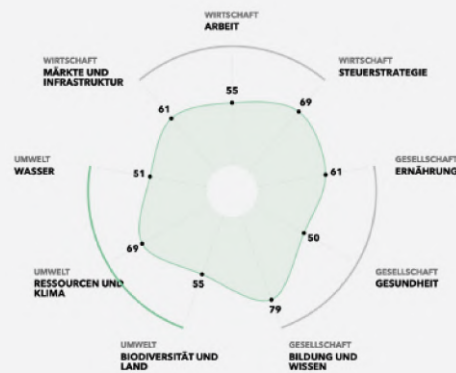 WIRTSCHAFT
ARBEIT
WIRTSCHAFT
MÄRKTE UND
INFRASTRUKTUR
WIRTSCHAFT
STEUERSTRATEGIE
61
55
69
UMWELT
WASSER
51
61
GESELLSCHAFT
ERNÄHRUNG
69
50
UMWELT
RESSOURCEN UND
KLIMA
55
79
GESELLSCHAFT
GESUNDHEIT
UMWELT
BIODIVERSITÄT UND
LAND
GESELLSCHAFT
BILDUNG UND
WISSEN